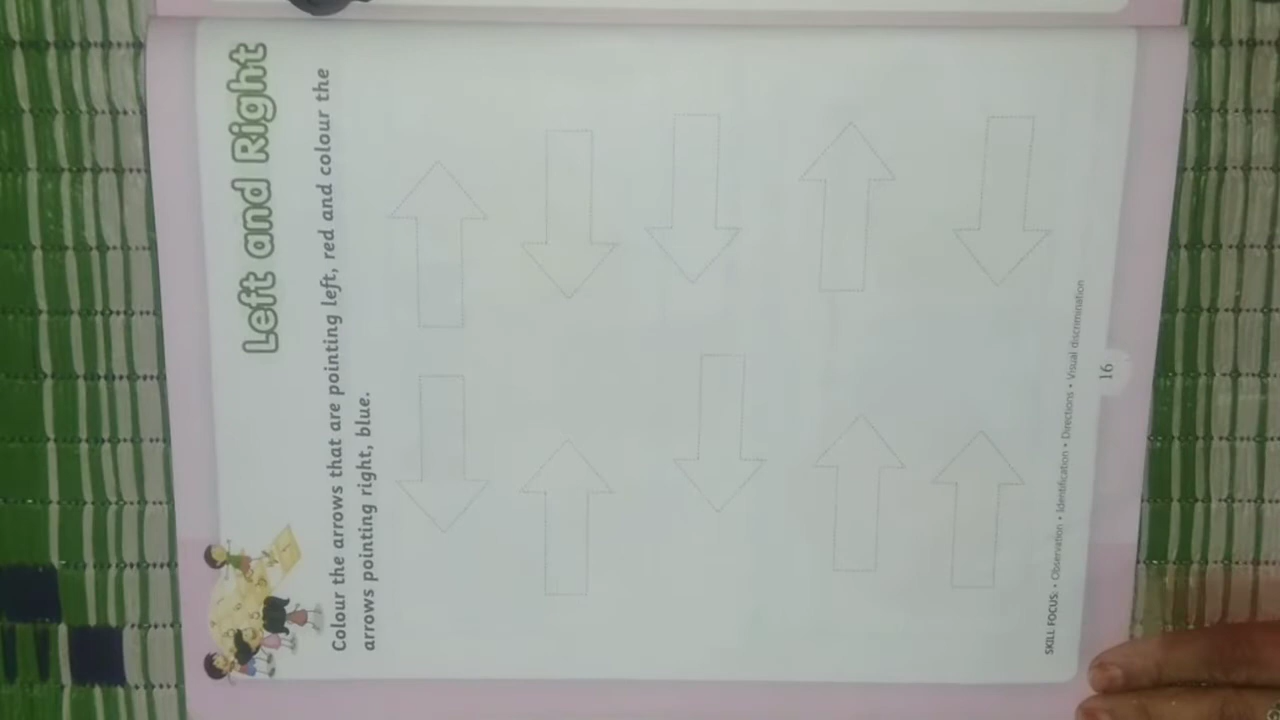 Left and Right
Colour the arrows that are pointing left, red and colour the
arrows pointing right, blue.
SKILL FOCUS: • Observation • Identification • Directions • Visual discrimination
16